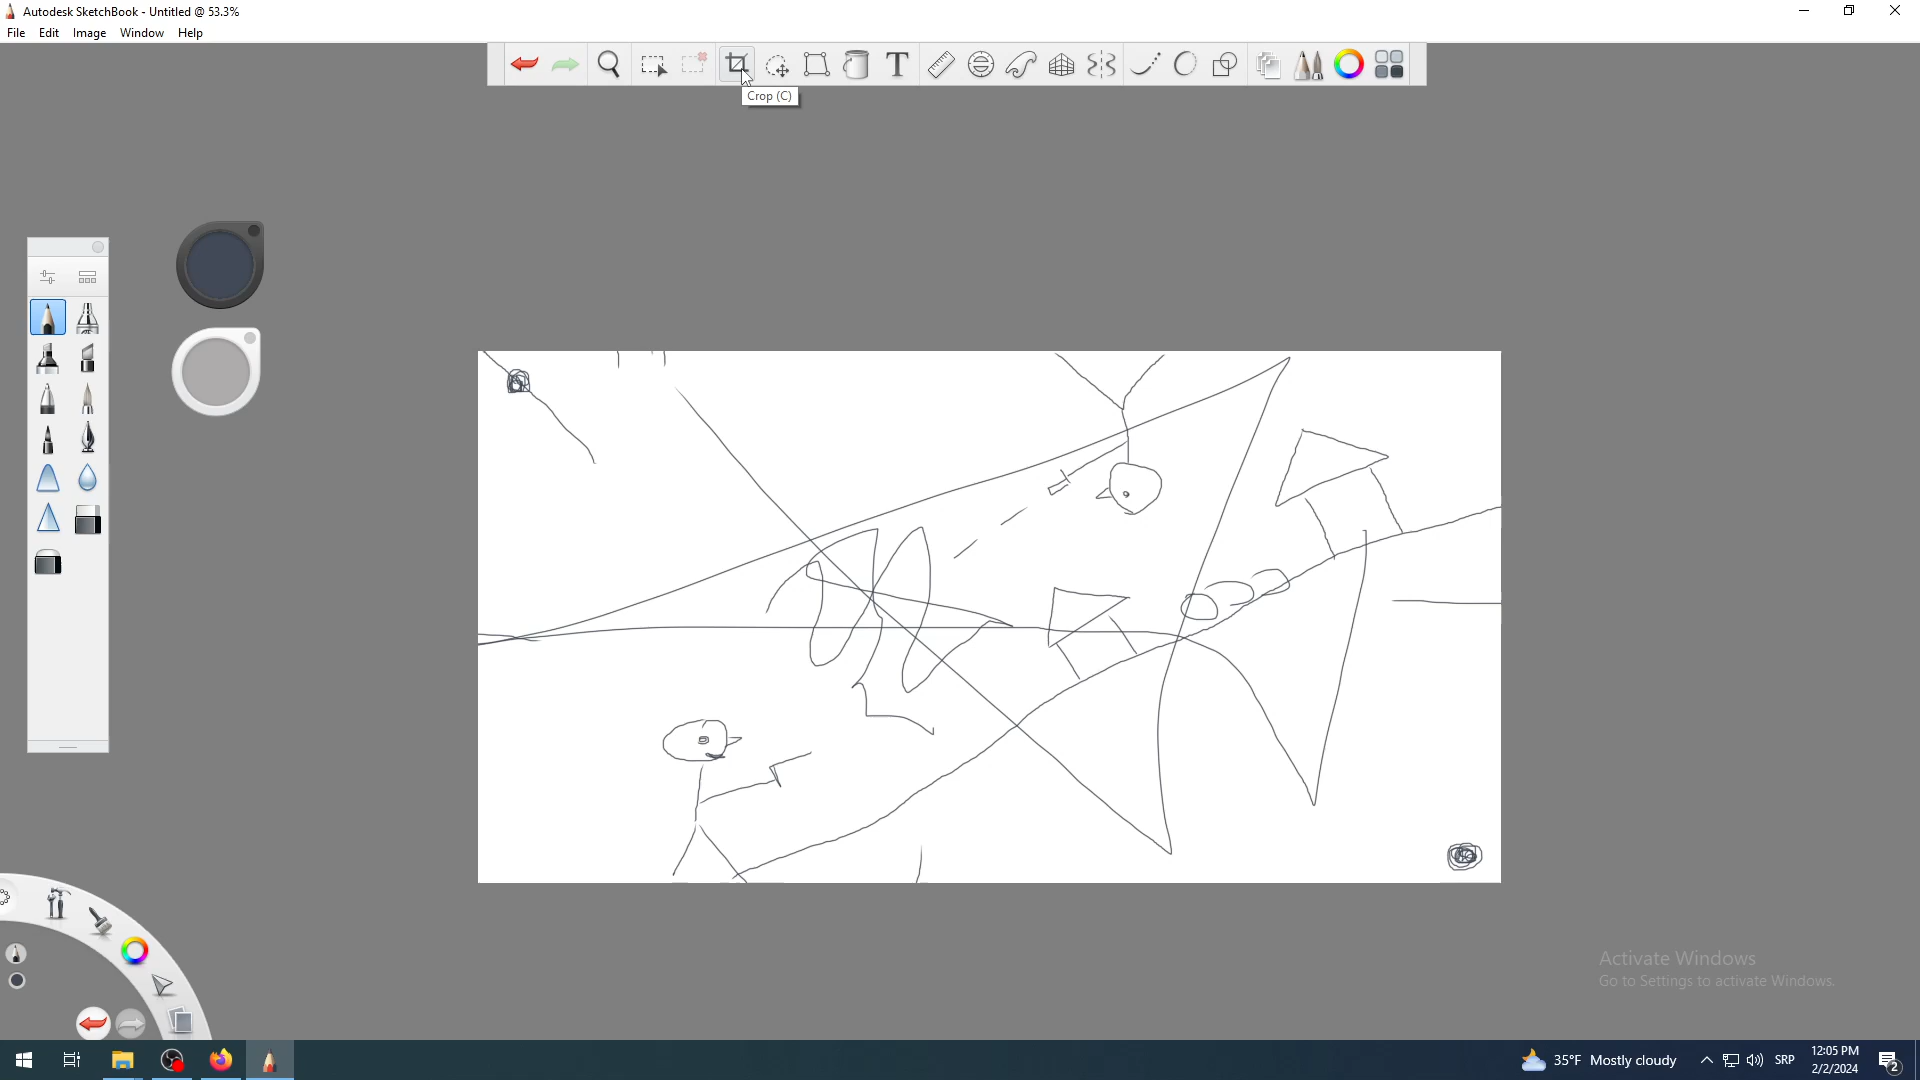 Autodesk SketchBook - Untitled @ 53.3%
File Edit Image Window Help
T
Crop (C)
Activate Windows
Go to Settings to activate Windows.
35°F Mostly cloudy SRP 12:05 PM
2/2/2024
2